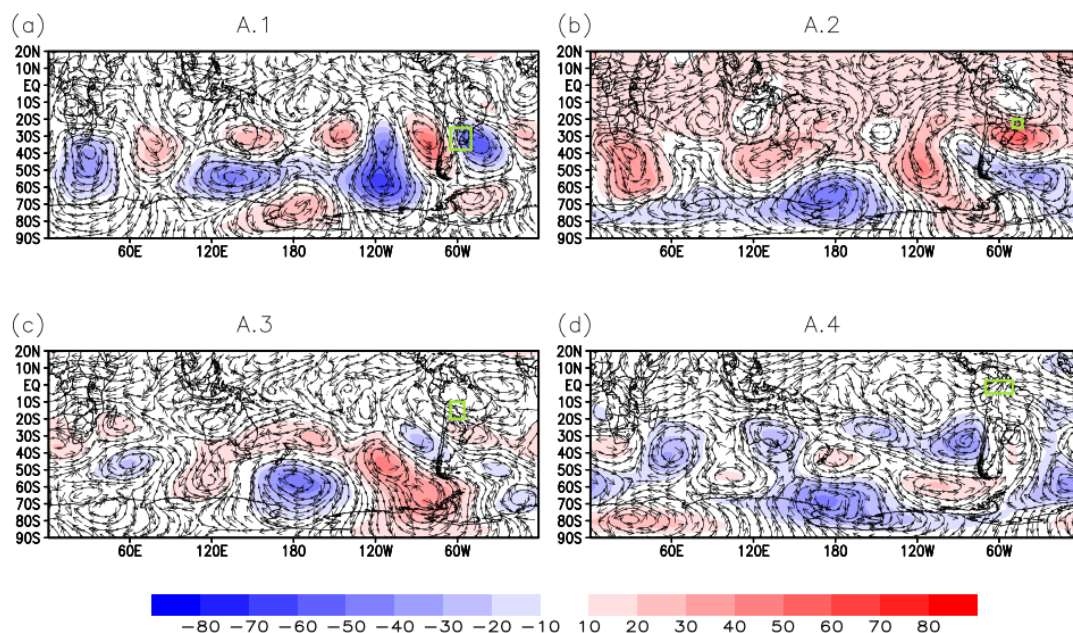 (a) A.1
(b) A.2
20N
10N
EQ
10S
20S
30S
40S
50S
60S
70S
80S
90S
60E 120E 180 120W 60W
20N
10N
EQ
10S
20S
30S
40S
50S
60S
70S
80S
90S
60E 120E 180 120W 60W
(c) A.3
(d) A.4
20N
10N
EQ
10S
20S
30S
40S
50S
60S
70S
80S
90S
60E 120E 180 120W 60W
20N
10N
EQ
10S
20S
30S
40S
50S
60S
70S
80S
90S
60E 120E 180 120W 60W
-80 -70 -60 -50 -40 -30 -20 -10 10 20 30 40 50 60 70 80